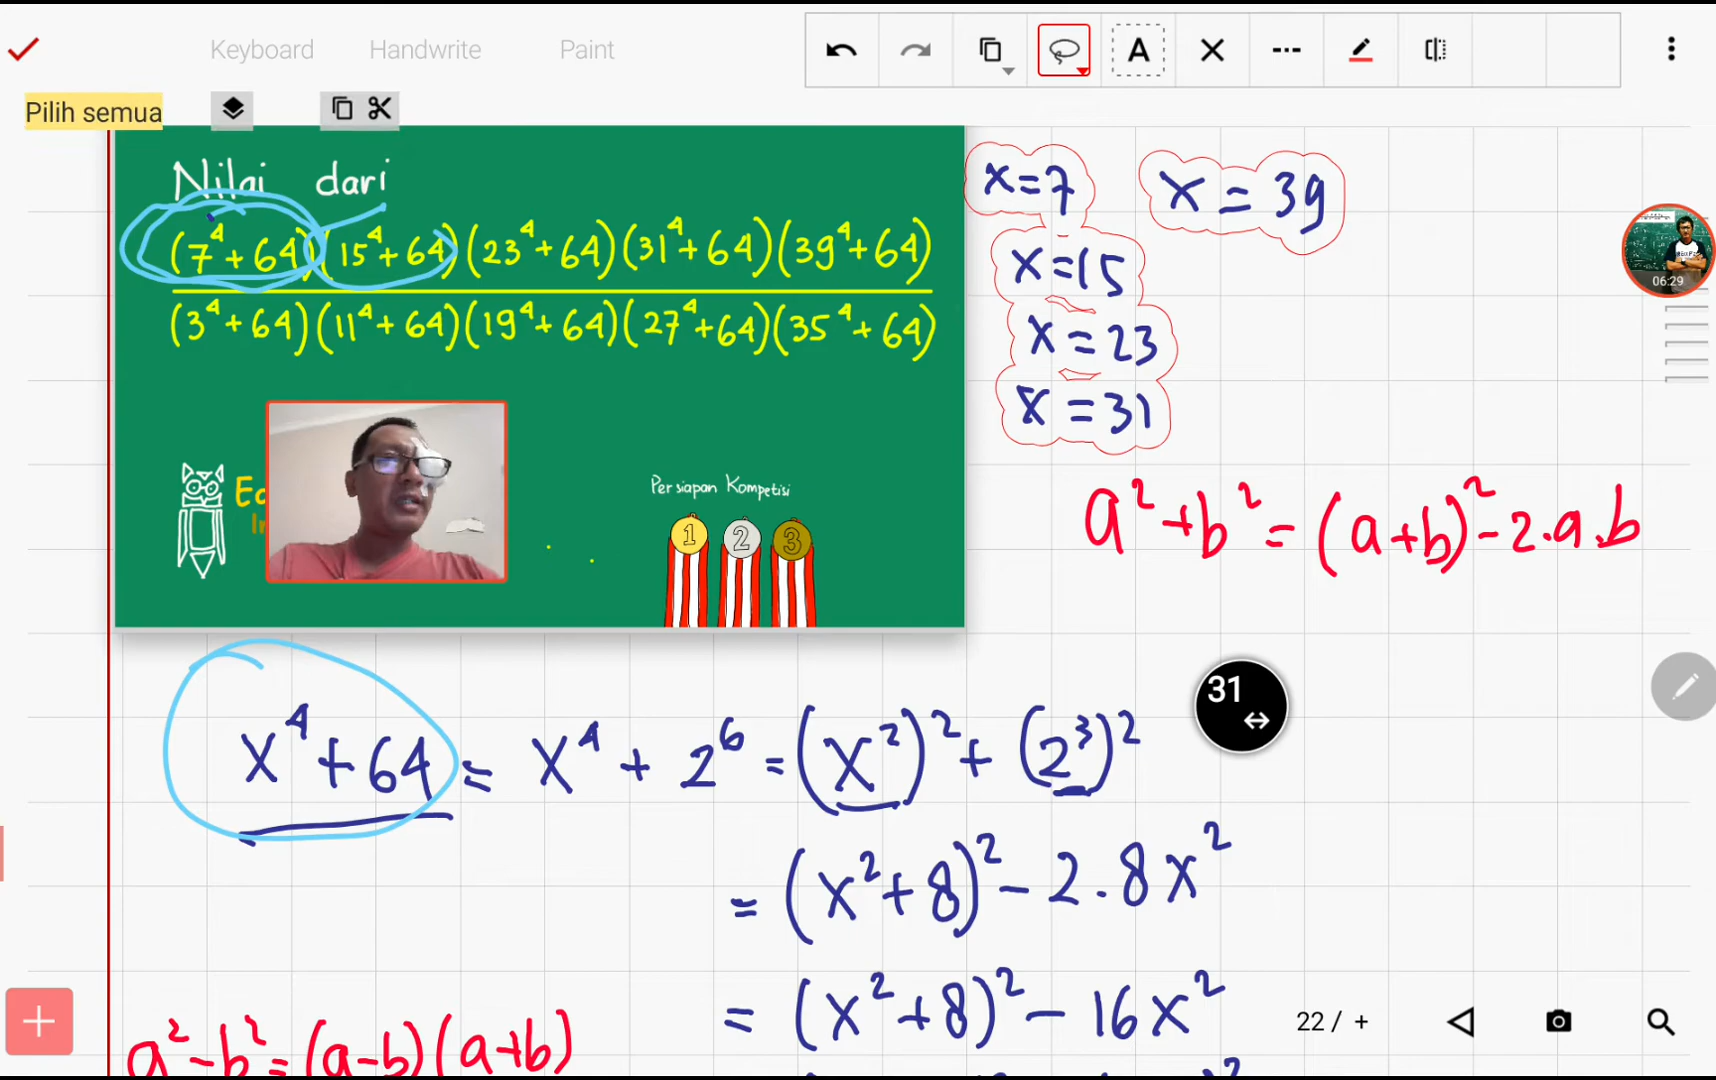 Keyboard Handwrite Paint
A
Pilih semua
Nilai dari
(7⁴+64)(15⁴+64)(23⁴+64)(31⁴+64)(39⁴+64)
(3⁴+64)(11⁴+64)(19⁴+64)(27⁴+64)(35⁴+64)
x=7
x=39
x=15
x=23
x=31
06:29
Persiapan Kompetisi
1 2 3
a²+b²=(a+b)²-2.a.b
31
x⁴+64 = x⁴+2⁶=(x²)²+(2³)²
=(x²+8)²-2.8x²
=(x²+8)²-16x²
a²-b²=(a-b)(a+b)
22 / +